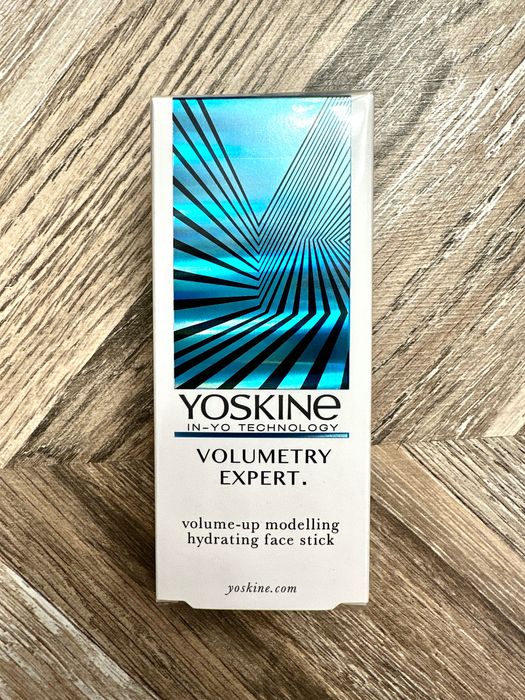 YOSKINE
IN-YO TECHNOLOGY
VOLUMETRY
EXPERT.
volume-up modelling
hydrating face stick
yoskine.com